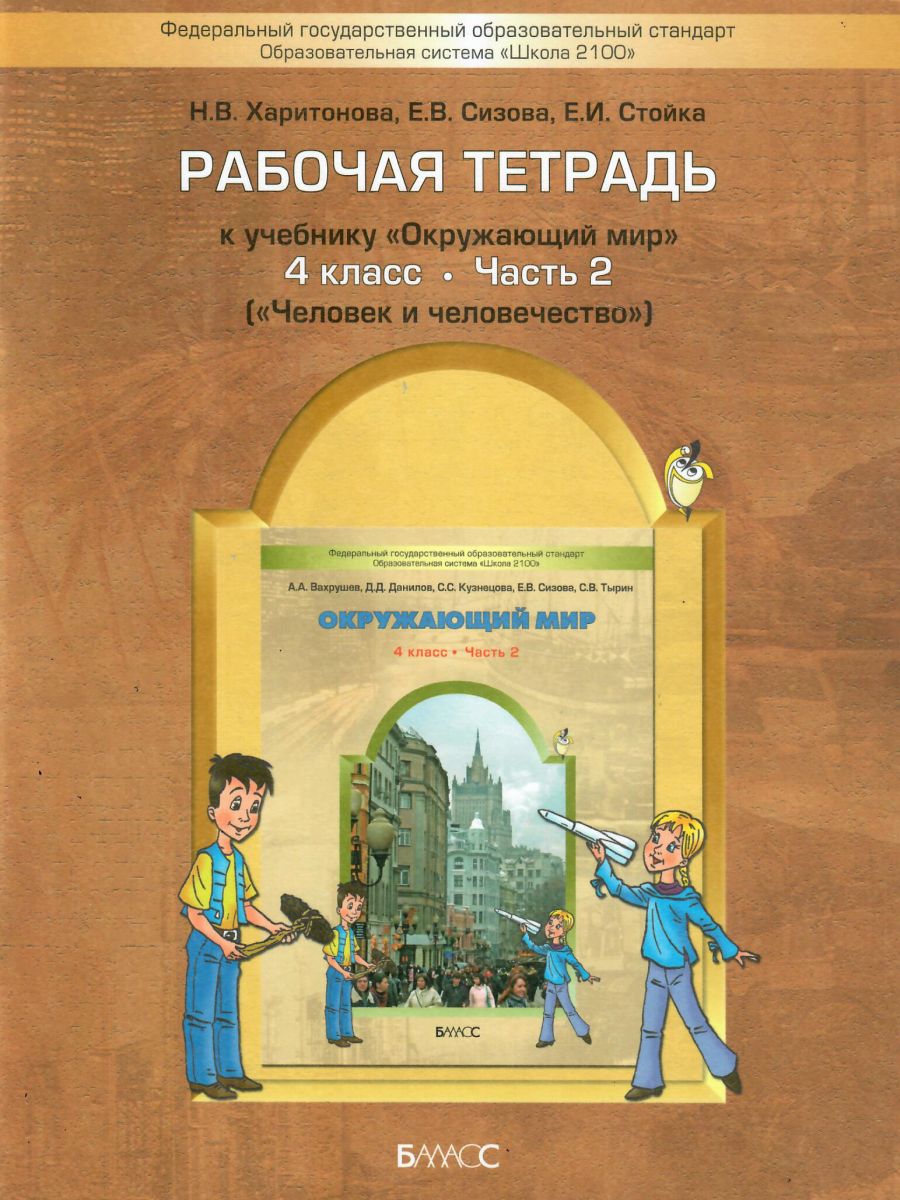 Федеральный государственный образовательный стандарт
Образовательная система «Школа 2100»
Н.В. Харитонова, Е.В. Сизова, Е.И. Стойка
РАБОЧАЯ ТЕТРАДЬ
к учебнику «Окружающий мир»
4 класс • Часть 2
(«Человек и человечество»)
Федеральный государственный образовательный стандарт
Образовательная система «Школа 2100»
А.А. Вахрушев, Д.Д. Данилов, С.С. Кузнецова, Е.В. Сизова, С.В. Тырин
ОКРУЖАЮЩИЙ МИР
4 класс • Часть 2
БАЛАСС
БАЛАСС